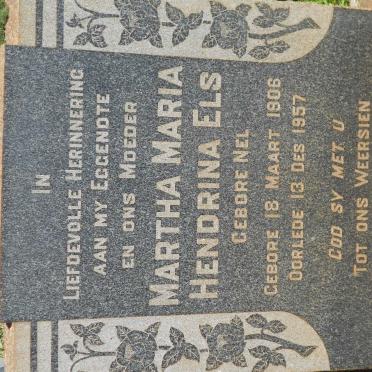 IN
LIEFDEVOLLE HERINNERING
AAN MY EGGENOTE
EN ONS MOEDER
MARTHA MARIA
HENDRINA ELS
GEBORE NEL
GEBORE 18 MAART 1906
OORLEDE 13 DES 1957
GOD SY MET U
TOT ONS WEERSIEN